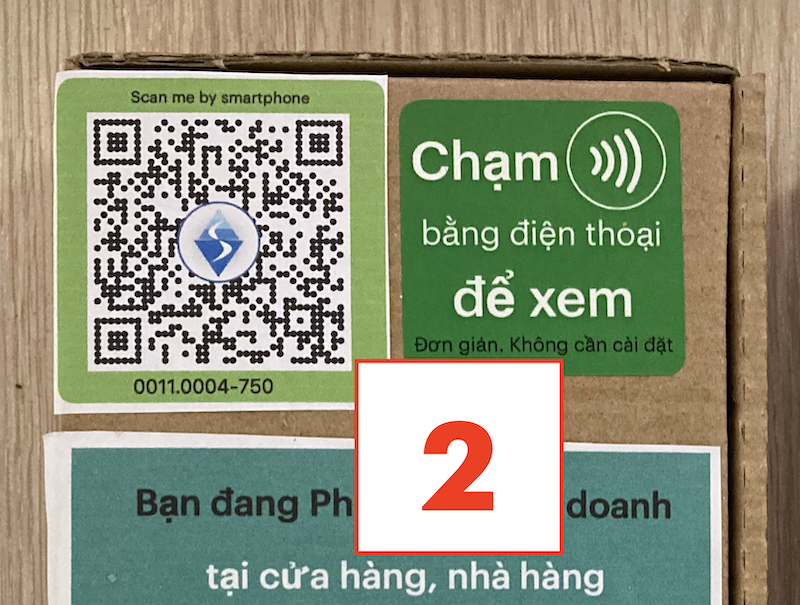 Scan me by smartphone
0011.0004-750
Chạm
bằng điện thoại
để xem
Đơn giản. Không cần cài đặt
2
Bạn đang Ph doanh
tại cửa hàng, nhà hàng